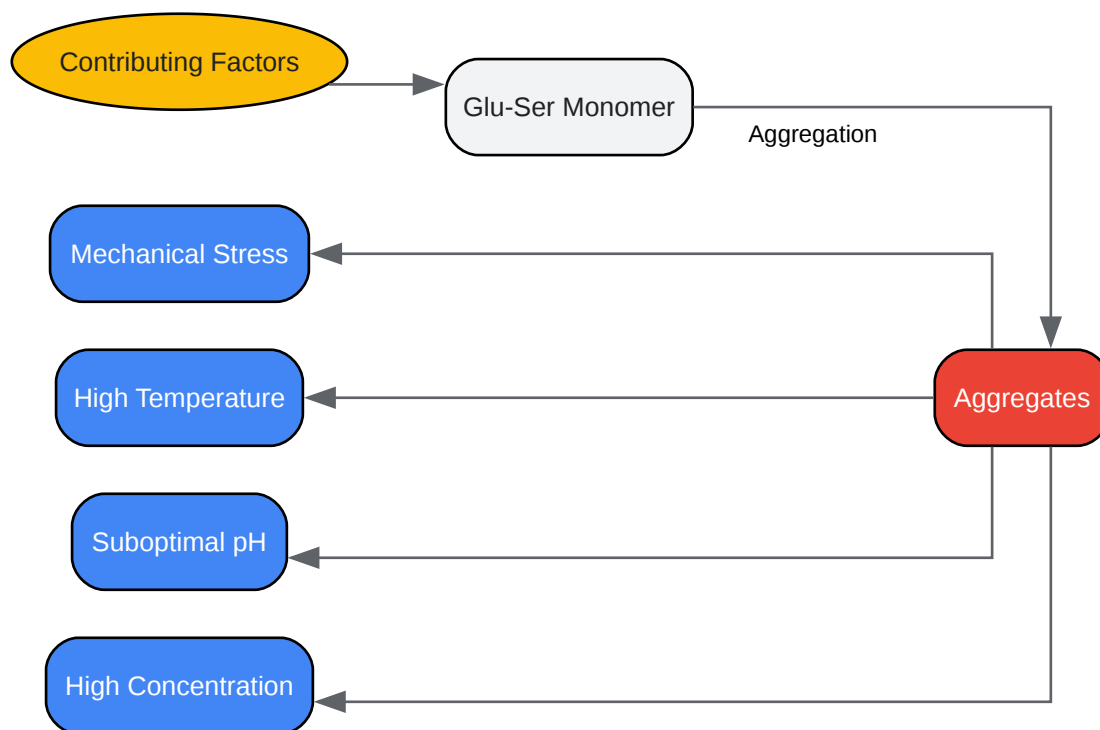 Contributing Factors
Glu-Ser Monomer
Aggregation
Mechanical Stress
High Temperature
Aggregates
Suboptimal pH
High Concentration